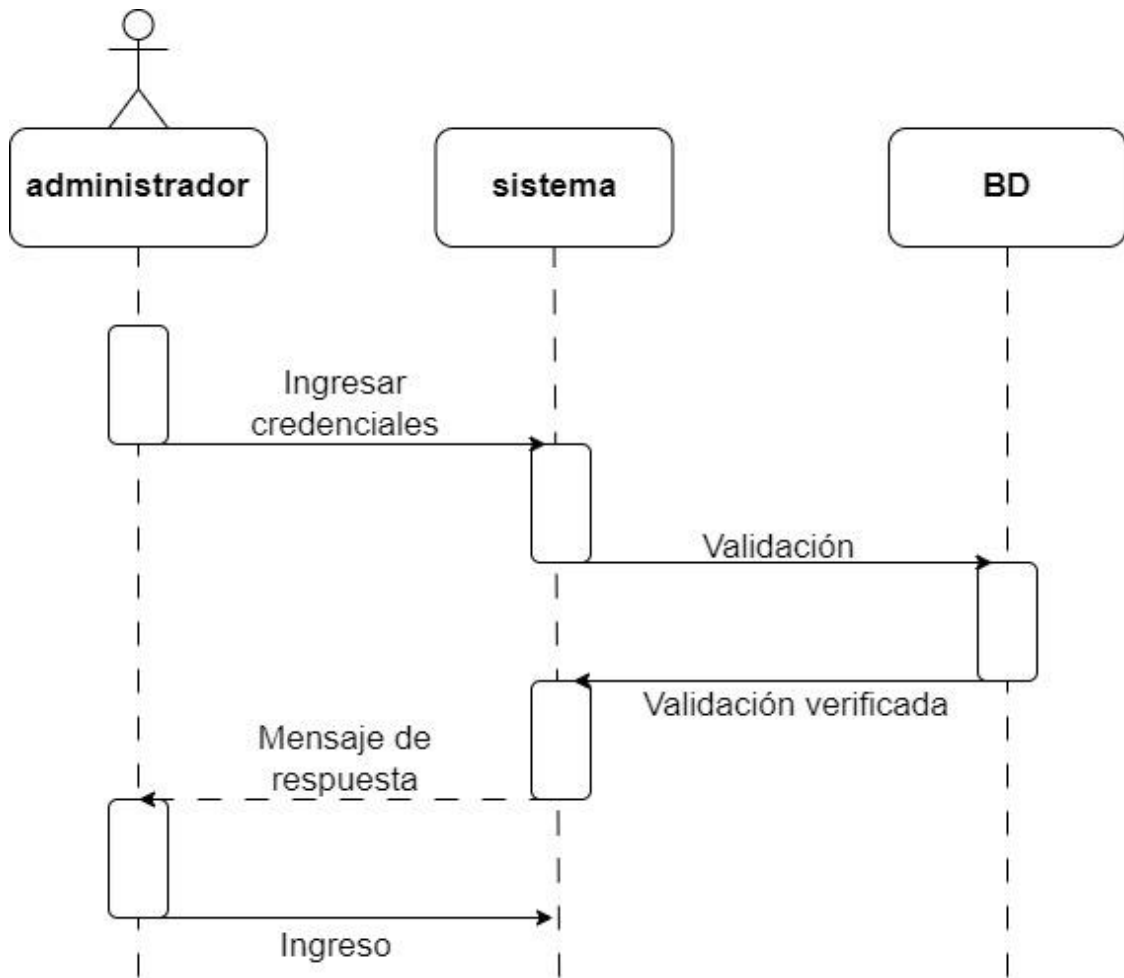 administrador
sistema
BD
Ingresar
credenciales
Validación
Validación verificada
Mensaje de
respuesta
Ingreso